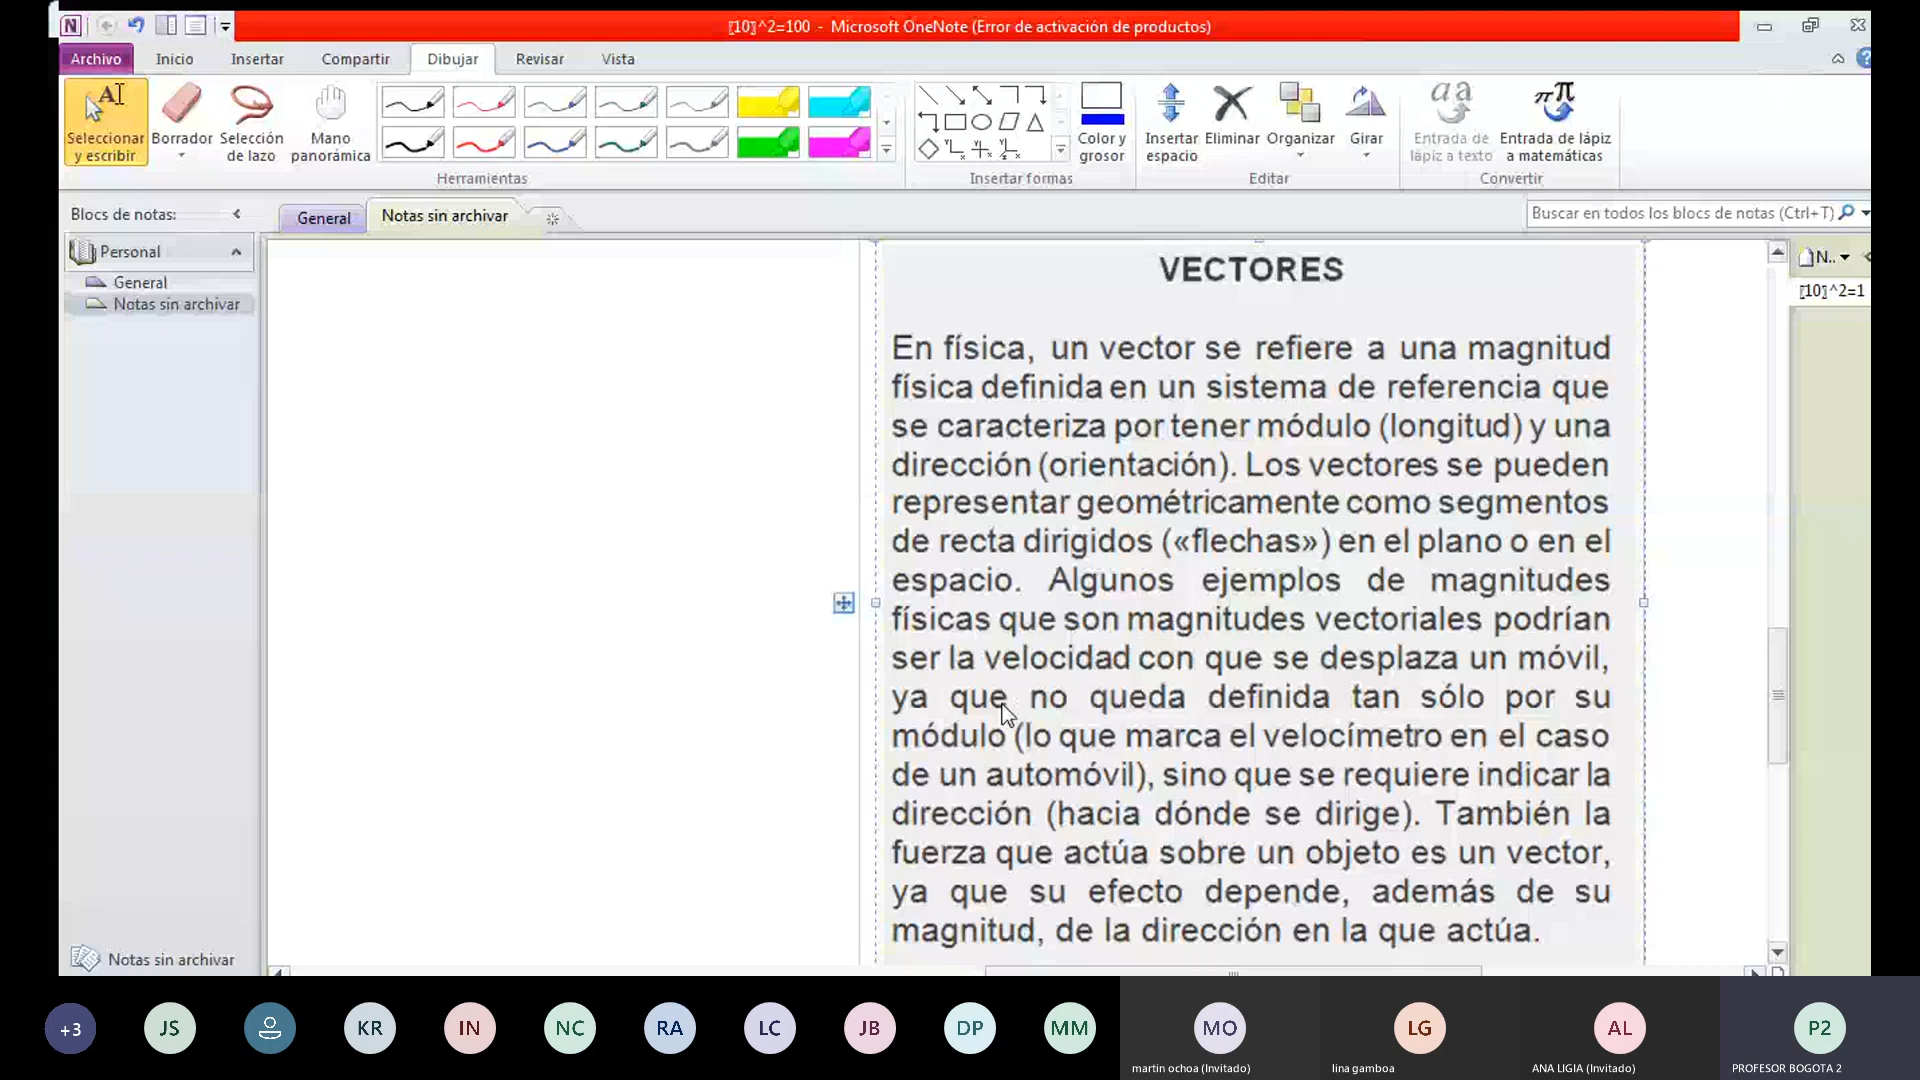 〖10〗^2=100 - Microsoft OneNote (Error de activación de productos)
Archivo Inicio Insertar Compartir Dibujar Revisar Vista
Seleccionar y escribir
Borrador
Selección de lazo
Mano panorámica
Color y grosor
Insertar espacio
Eliminar
Organizar
Girar
Entrada de lápiz a texto
Entrada de lápiz a matemáticas
Herramientas
Insertar formas
Editar
Convertir
Blocs de notas:
General
Notas sin archivar
Buscar en todos los blocs de notas (Ctrl+T)
Personal
General
Notas sin archivar
N..
〖10〗^2=1
VECTORES
En física, un vector se refiere a una magnitud
física definida en un sistema de referencia que
se caracteriza por tener módulo (longitud) y una
dirección (orientación). Los vectores se pueden
representar geométricamente como segmentos
de recta dirigidos («flechas») en el plano o en el
espacio. Algunos ejemplos de magnitudes
físicas que son magnitudes vectoriales podrían
ser la velocidad con que se desplaza un móvil,
ya que no queda definida tan sólo por su
módulo (lo que marca el velocímetro en el caso
de un automóvil), sino que se requiere indicar la
dirección (hacia dónde se dirige). También la
fuerza que actúa sobre un objeto es un vector,
ya que su efecto depende, además de su
magnitud, de la dirección en la que actúa.
Notas sin archivar
+3 JS KR IN NC RA LC JB DP MM MO LG AL P2
martin ochoa (Invitado)
lina gamboa
ANA LIGIA (Invitado)
PROFESOR BOGOTA 2